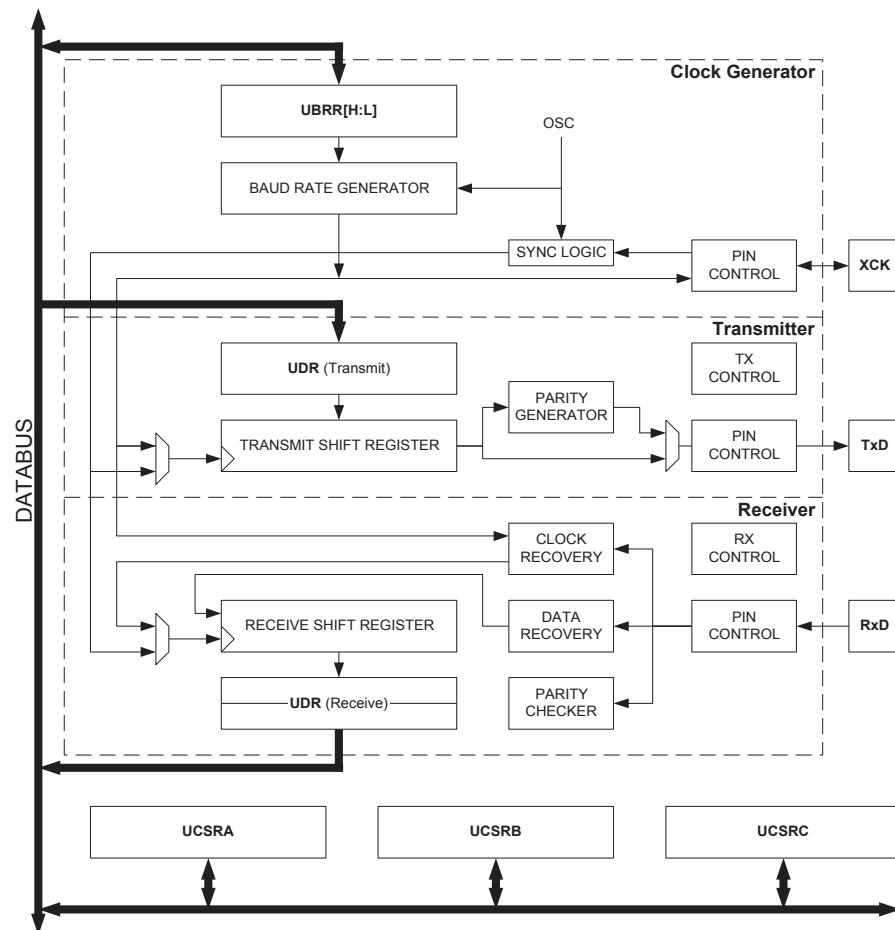 Clock Generator
UBRR[H:L]
OSC
BAUD RATE GENERATOR
SYNC LOGIC
PIN
CONTROL
XCK
Transmitter
UDR (Transmit)
TX
CONTROL
PARITY
GENERATOR
TRANSMIT SHIFT REGISTER
PIN
CONTROL
TxD
DATABUS
Receiver
CLOCK
RECOVERY
RX
CONTROL
RECEIVE SHIFT REGISTER
DATA
RECOVERY
PIN
CONTROL
RxD
UDR (Receive)
PARITY
CHECKER
UCSRA
UCSRB
UCSRC